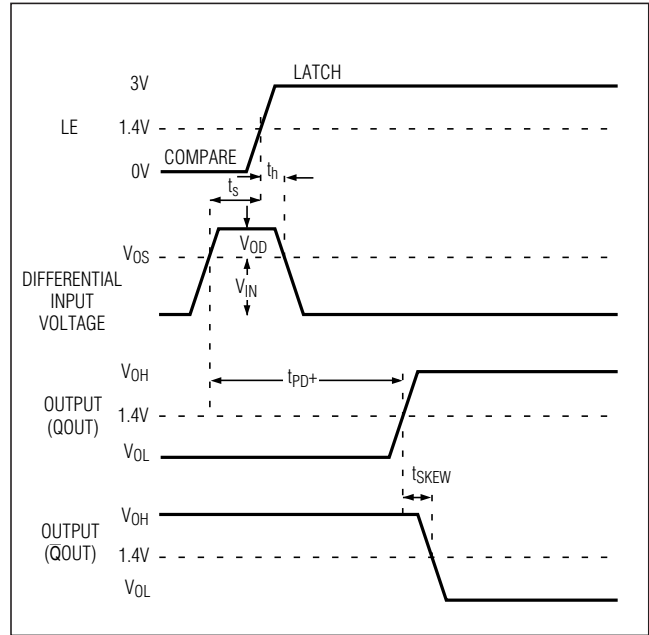 3V
LATCH
LE
1.4V
COMPARE
0V
th
ts
VOD
VOS
DIFFERENTIAL
INPUT
VOLTAGE
VIN
VOH
tPD+
OUTPUT
(QOUT)
1.4V
VOL
tSKEW
VOH
OUTPUT
(Q̅OUT)
1.4V
VOL